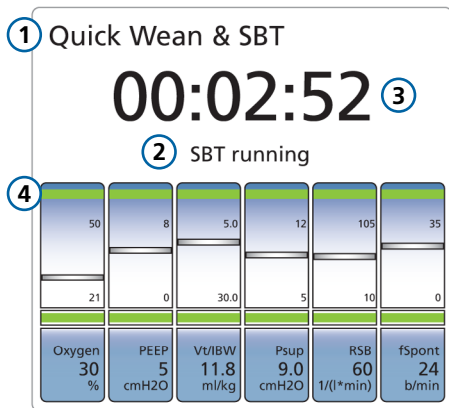 1 Quick Wean & SBT
00:02:52 3
2 SBT running
4
50 8 5.0 12 105 35
21 0 30.0 5 10 0
Oxygen PEEP Vt/IBW Psup RSB fSpont
30 5 11.8 9.0 60 24
% cmH2O ml/kg cmH2O 1/(l*min) b/min